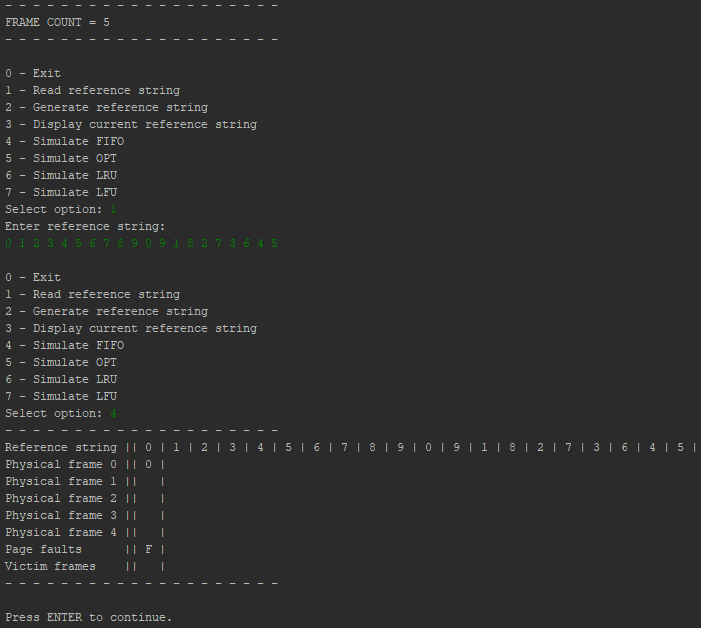 - - - - - - - - - - - - - - - - - - - -
FRAME COUNT = 5
- - - - - - - - - - - - - - - - - - - -
0 - Exit
1 - Read reference string
2 - Generate reference string
3 - Display current reference string
4 - Simulate FIFO
5 - Simulate OPT
6 - Simulate LRU
7 - Simulate LFU
Select option: 1
Enter reference string:
0 1 2 3 4 5 6 7 8 9 0 9 1 8 2 7 3 6 4 5
0 - Exit
1 - Read reference string
2 - Generate reference string
3 - Display current reference string
4 - Simulate FIFO
5 - Simulate OPT
6 - Simulate LRU
7 - Simulate LFU
Select option: 4
- - - - - - - - - - - - - - - - - - - -
Reference string || 0 | 1 | 2 | 3 | 4 | 5 | 6 | 7 | 8 | 9 | 0 | 9 | 1 | 8 | 2 | 7 | 3 | 6 | 4 | 5 |
Physical frame 0 || 0 |
Physical frame 1 ||   |
Physical frame 2 ||   |
Physical frame 3 ||   |
Physical frame 4 ||   |
Page faults      || F |
Victim frames    ||   |
- - - - - - - - - - - - - - - - - - - -
Press ENTER to continue.